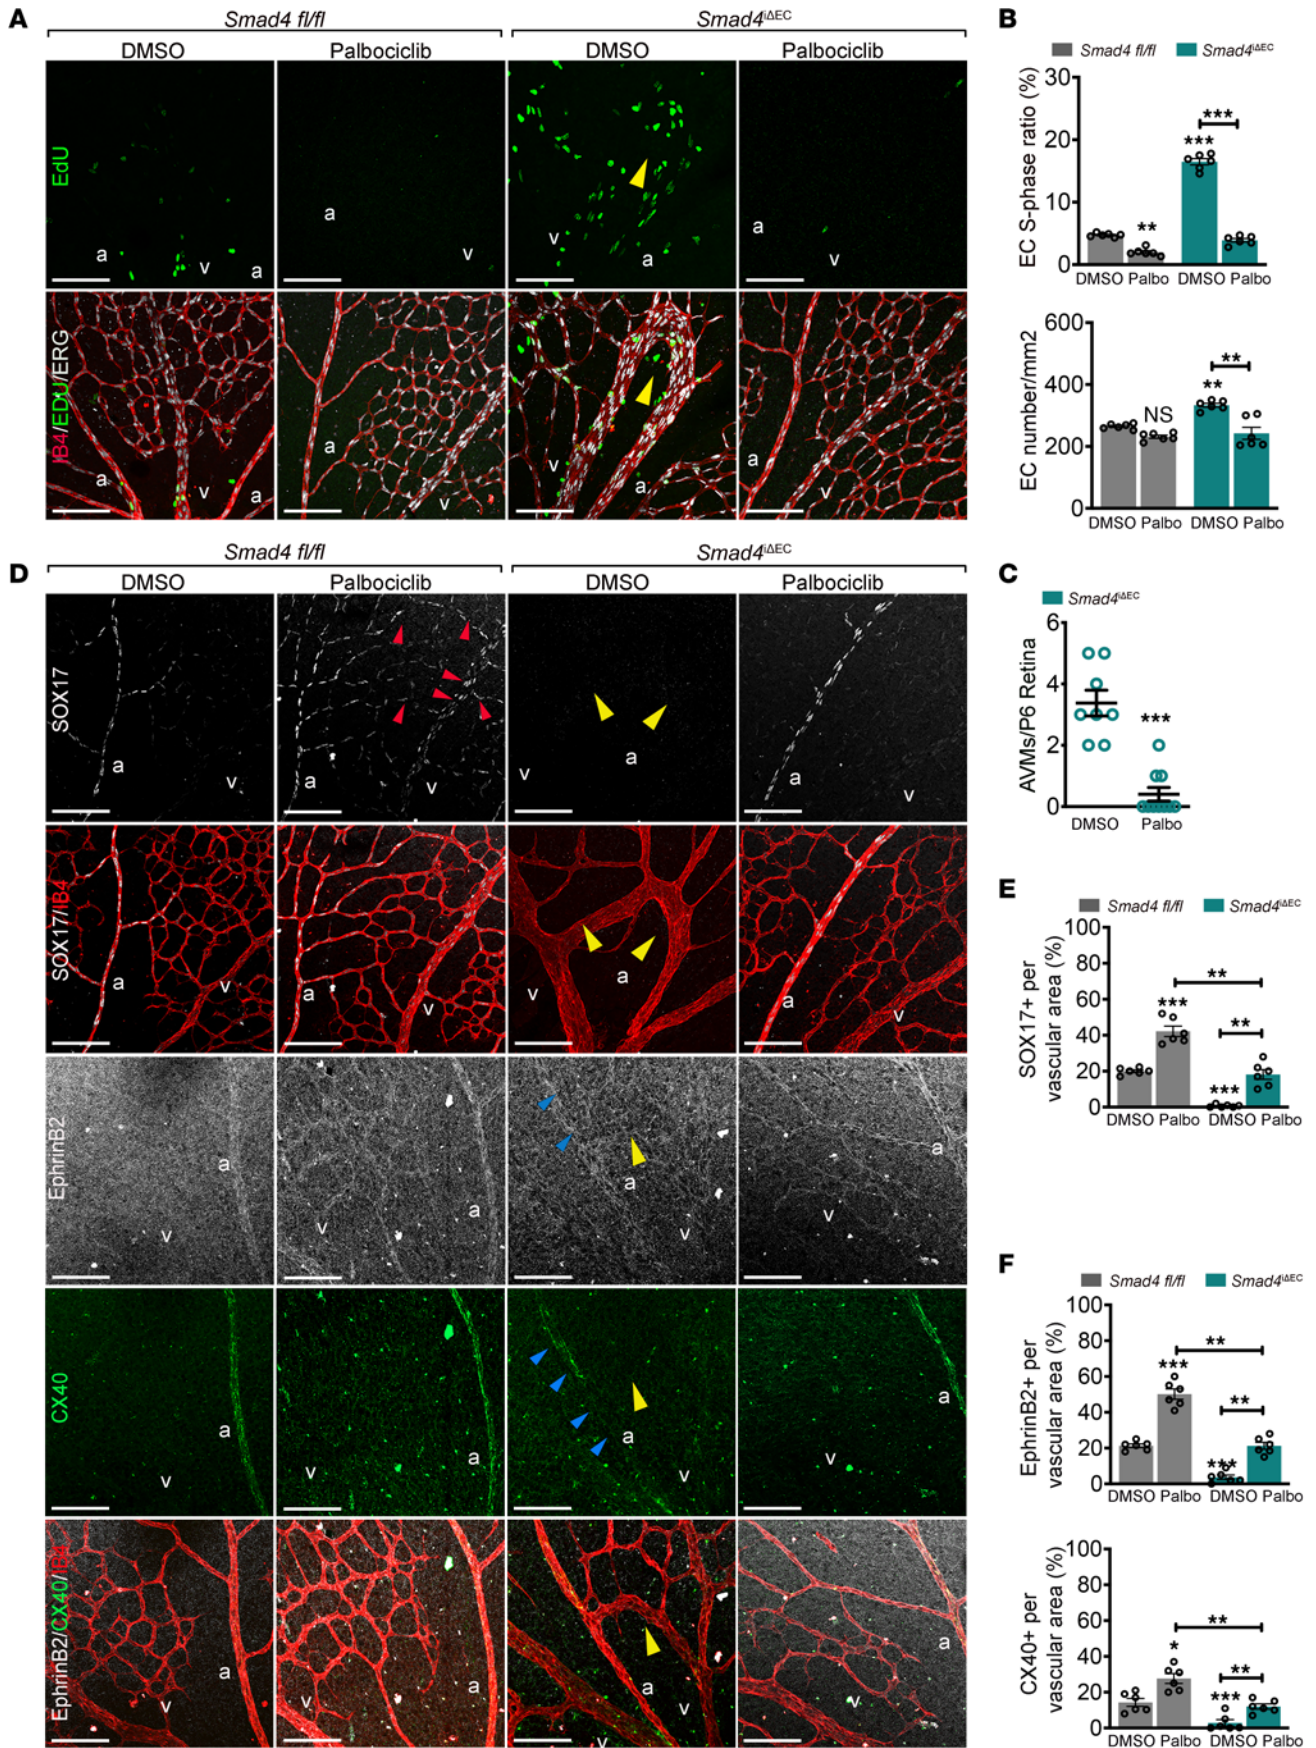 A
Smad4 fl/fl
Smad4iΔEC
DMSO
Palbociclib
DMSO
Palbociclib
EdU
a
v
a
a
v
v
a
a
v
IB4/EDU/ERG
a
v
a
a
v
v
a
a
v
B
Smad4 fl/fl
Smad4iΔEC
EC S-phase ratio (%)
30
20
10
0
**
***
***
DMSO Palbo
DMSO Palbo
EC number/mm2
600
400
200
0
NS
**
**
DMSO Palbo
DMSO Palbo
C
Smad4iΔEC
AVMs/P6 Retina
6
4
2
0
***
DMSO
Palbo
D
Smad4 fl/fl
Smad4iΔEC
DMSO
Palbociclib
DMSO
Palbociclib
SOX17
a
v
a
v
v
a
a
v
SOX17/IB4
a
v
a
v
v
a
a
v
EphrinB2
a
v
v
a
a
v
v
a
CX40
a
v
v
a
a
v
v
a
EphrinB2/CX40/IB4
a
v
v
a
a
v
v
v
a
E
Smad4 fl/fl
Smad4iΔEC
SOX17+ per
vascular area (%)
100
80
60
40
20
0
***
**
**
***
DMSO Palbo
DMSO Palbo
F
Smad4 fl/fl
Smad4iΔEC
EphrinB2+ per
vascular area (%)
100
80
60
40
20
0
***
**
**
***
DMSO Palbo
DMSO Palbo
CX40+ per
vascular area (%)
100
80
60
40
20
0
*
**
**
***
DMSO Palbo
DMSO Palbo